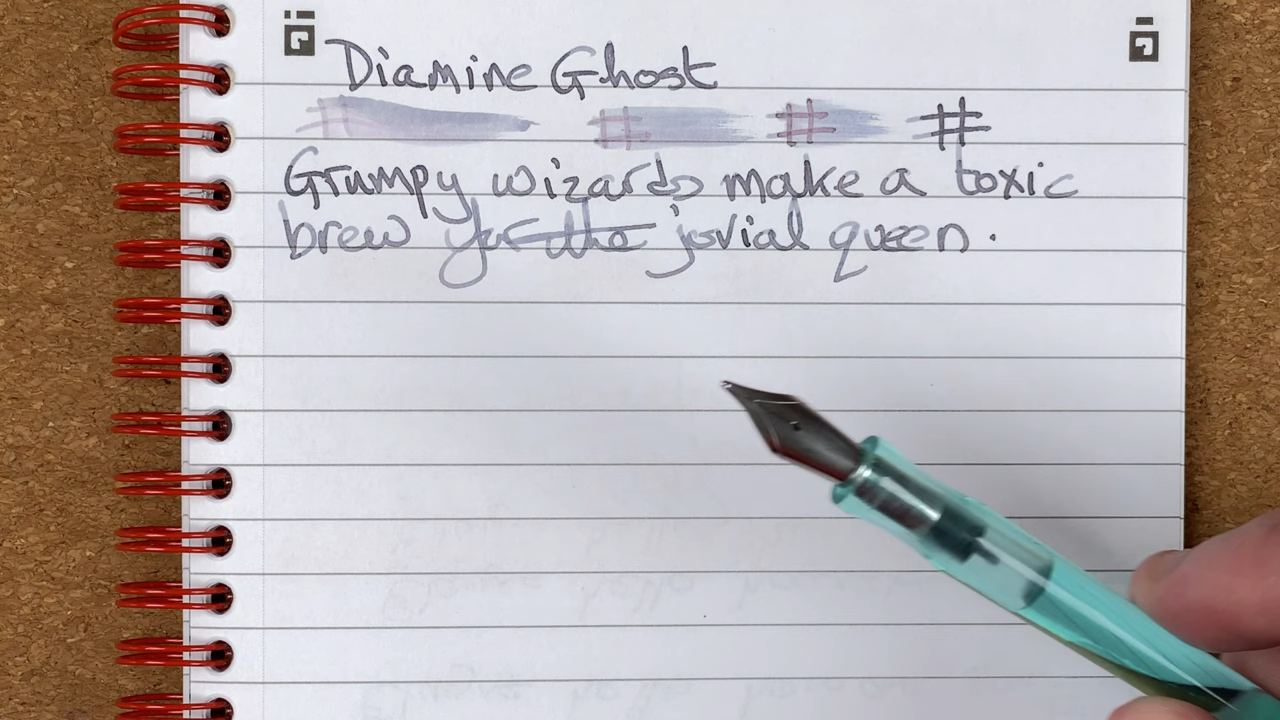 Diamine Ghost
# # # #
Grumpy wizards make a toxic
brew for the jovial queen.